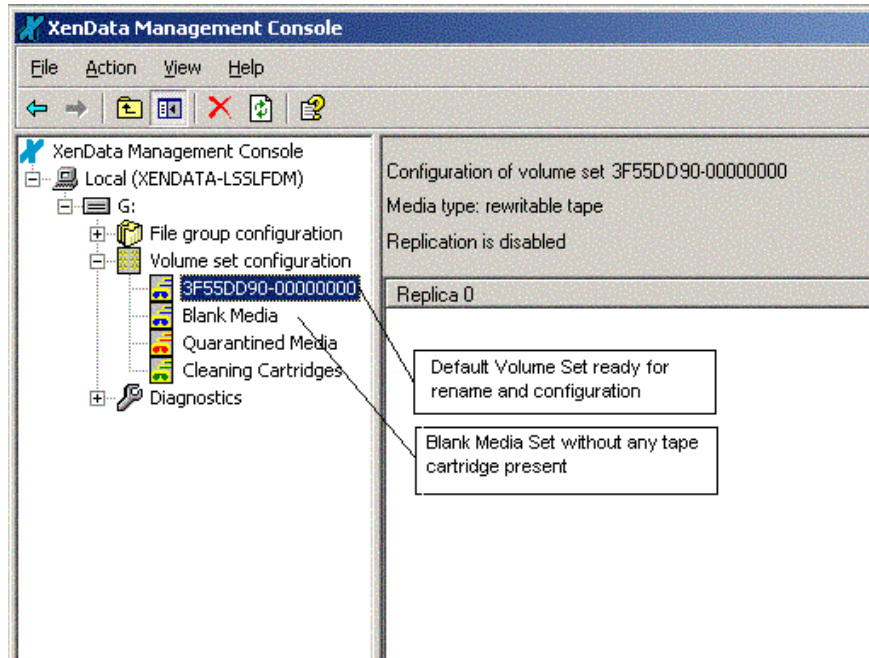 XenData Management Console
File Action View Help
XenData Management Console
Local (XENDATA-LSSLFDM)
G:
File group configuration
Volume set configuration
3F55DD90-00000000
Blank Media
Quarantined Media
Cleaning Cartridges
Diagnostics
Configuration of volume set 3F55DD90-00000000
Media type: rewritable tape
Replication is disabled
Replica 0
Default Volume Set ready for
rename and configuration
Blank Media Set without any tape
cartridge present